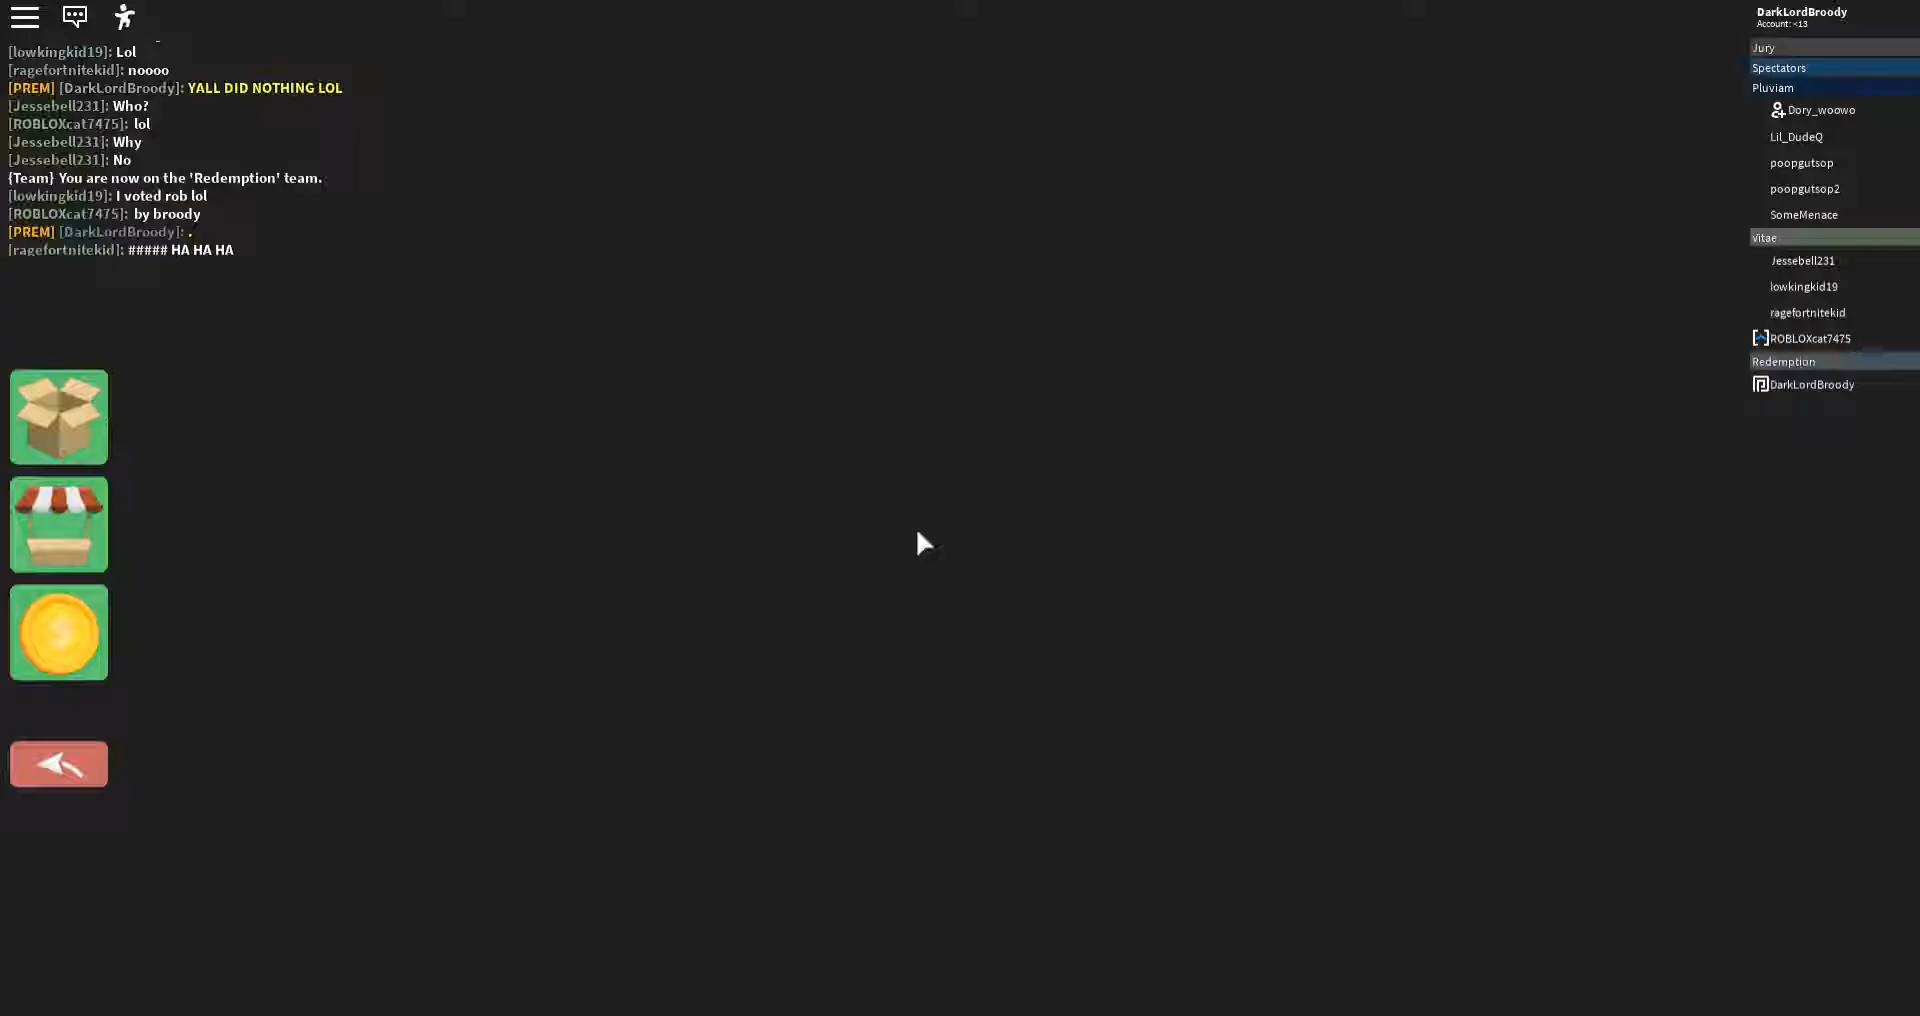 [lowkingkid19]: Lol
[ragefortnitekid]: noooo
[PREM] [DarkLordBroody]: YALL DID NOTHING LOL
[Jessebell231]: Who?
[ROBLOXcat7475]: lol
[Jessebell231]: Why
[Jessebell231]: No
{Team} You are now on the 'Redemption' team.
[lowkingkid19]: I voted rob lol
[ROBLOXcat7475]: by broody
[PREM] [DarkLordBroody]: .
[ragefortnitekid]: ##### HA HA HA
DarkLordBroody
Account: <13
Jury
Spectators
Pluviam
Dory_woowo
Lil_DudeQ
poopgutsop
poopgutsop2
SomeMenace
Vitae
Jessebell231
lowkingkid19
ragefortnitekid
ROBLOXcat7475
Redemption
DarkLordBroody